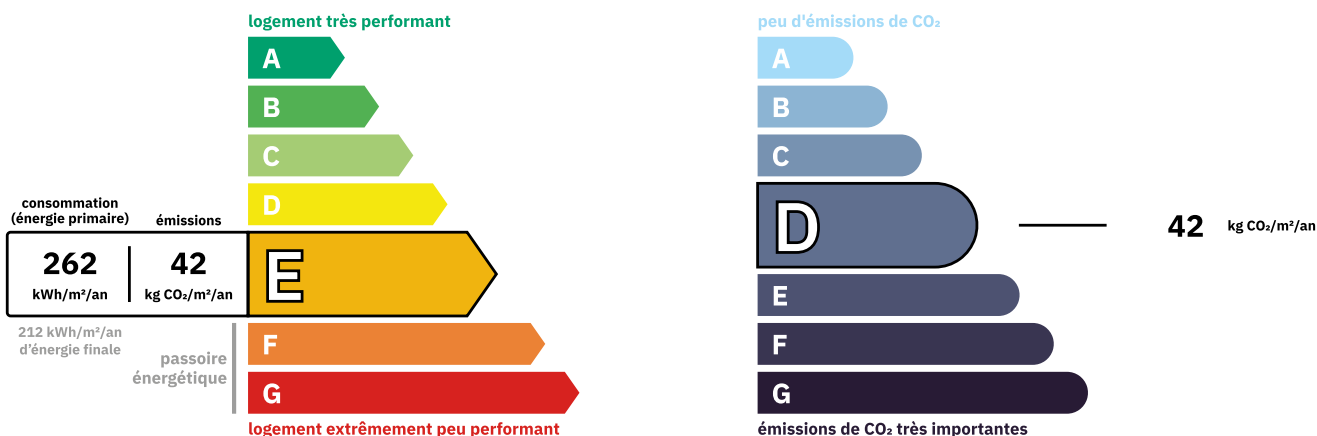 logement très performant
A
B
C
D
consommation
(énergie primaire)
émissions
262
kWh/m²/an
42
kg CO₂/m²/an
E
212 kWh/m²/an
d'énergie finale
passoire
énergétique
F
G
logement extrêmement peu performant
peu d'émissions de CO₂
A
B
C
D
42
kg CO₂/m²/an
E
F
G
émissions de CO₂ très importantes